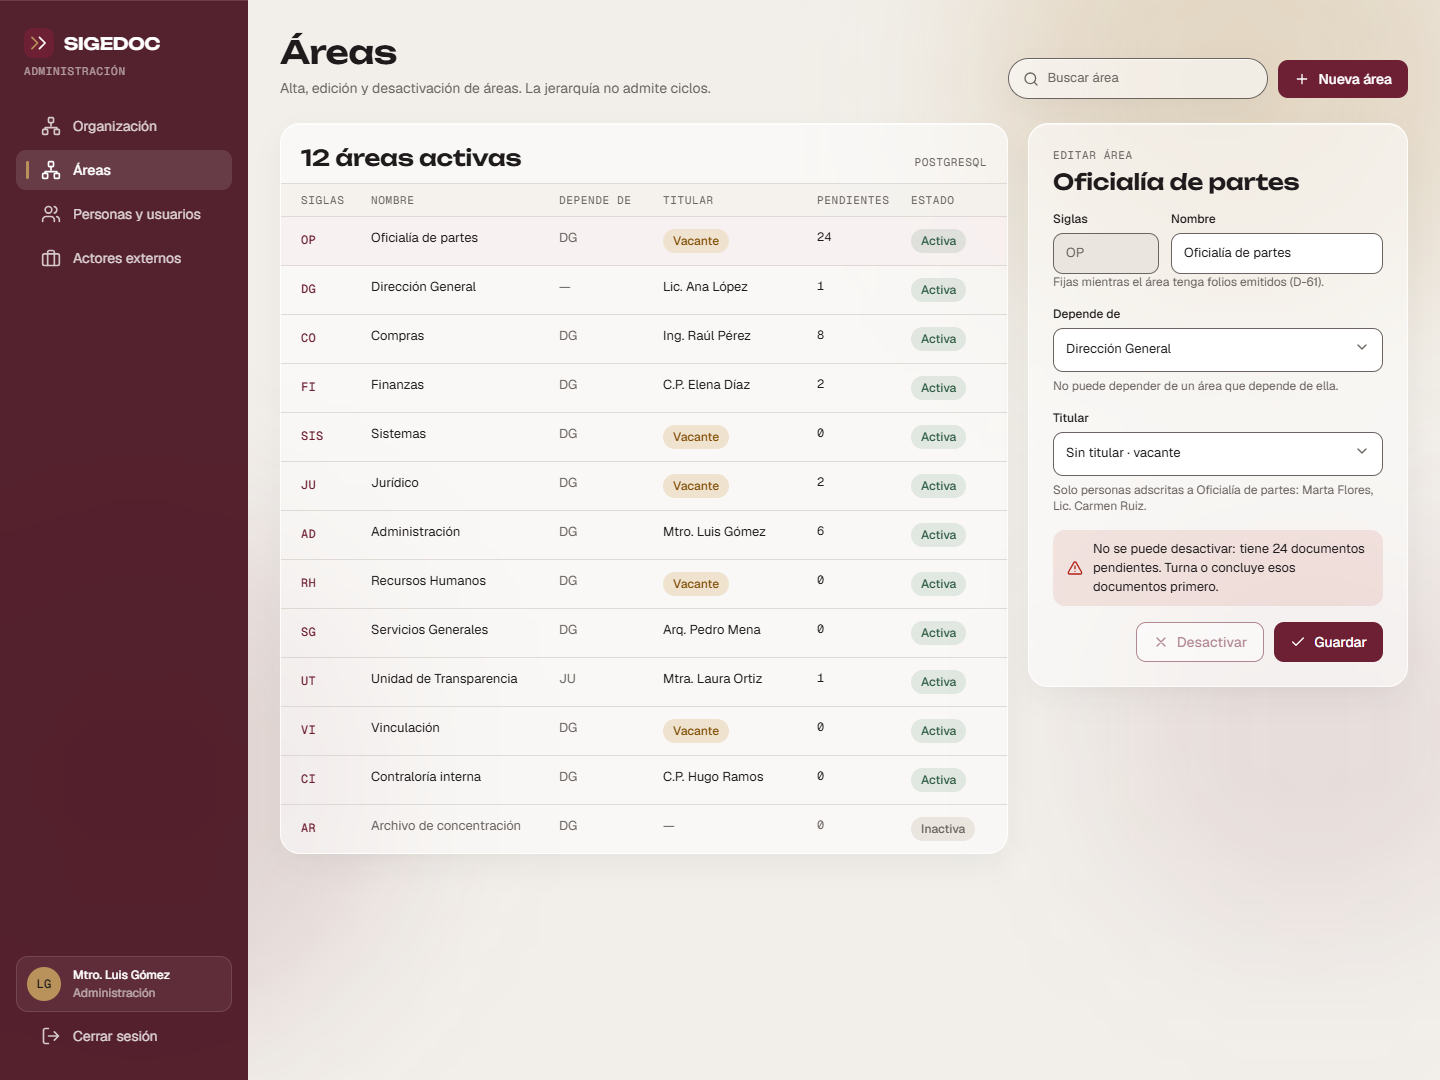 SIGEDOC
ADMINISTRACIÓN
Organización
Áreas
Personas y usuarios
Actores externos
LG
Mtro. Luis Gómez
Administración
Cerrar sesión
Áreas
Alta, edición y desactivación de áreas. La jerarquía no admite ciclos.
Buscar área
Nueva área
12 áreas activas
POSTGRESQL
SIGLAS NOMBRE DEPENDE DE TITULAR PENDIENTES ESTADO
OP Oficialía de partes DG Vacante 24 Activa
DG Dirección General — Lic. Ana López 1 Activa
CO Compras DG Ing. Raúl Pérez 8 Activa
FI Finanzas DG C.P. Elena Díaz 2 Activa
SIS Sistemas DG Vacante 0 Activa
JU Jurídico DG Vacante 2 Activa
AD Administración DG Mtro. Luis Gómez 6 Activa
RH Recursos Humanos DG Vacante 0 Activa
SG Servicios Generales DG Arq. Pedro Mena 0 Activa
UT Unidad de Transparencia JU Mtra. Laura Ortiz 1 Activa
VI Vinculación DG Vacante 0 Activa
CI Contraloría interna DG C.P. Hugo Ramos 0 Activa
AR Archivo de concentración DG — 0 Inactiva
EDITAR ÁREA
Oficialía de partes
Siglas Nombre
OP Oficialía de partes
Fijas mientras el área tenga folios emitidos (D-61).
Depende de
Dirección General
No puede depender de un área que depende de ella.
Titular
Sin titular · vacante
Solo personas adscritas a Oficialía de partes: Marta Flores,
Lic. Carmen Ruiz.
No se puede desactivar: tiene 24 documentos
pendientes. Turna o concluye esos
documentos primero.
Desactivar Guardar